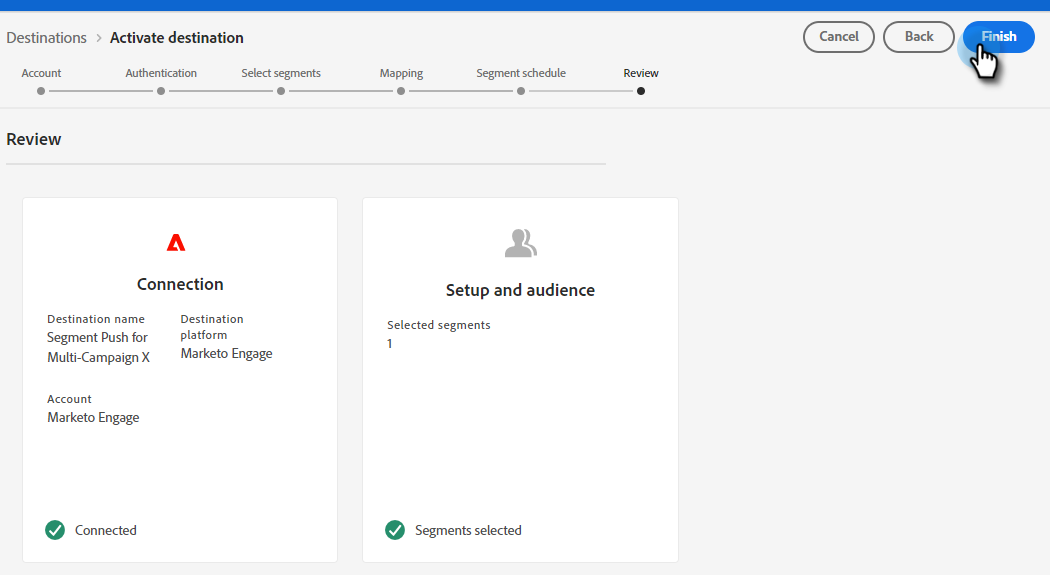 Destinations > Activate destination
Cancel
Back
Finish
Account
Authentication
Select segments
Mapping
Segment schedule
Review
Review
Connection
Destination name
Segment Push for
Multi-Campaign X
Destination
platform
Marketo Engage
Account
Marketo Engage
Connected
Setup and audience
Selected segments
1
Segments selected